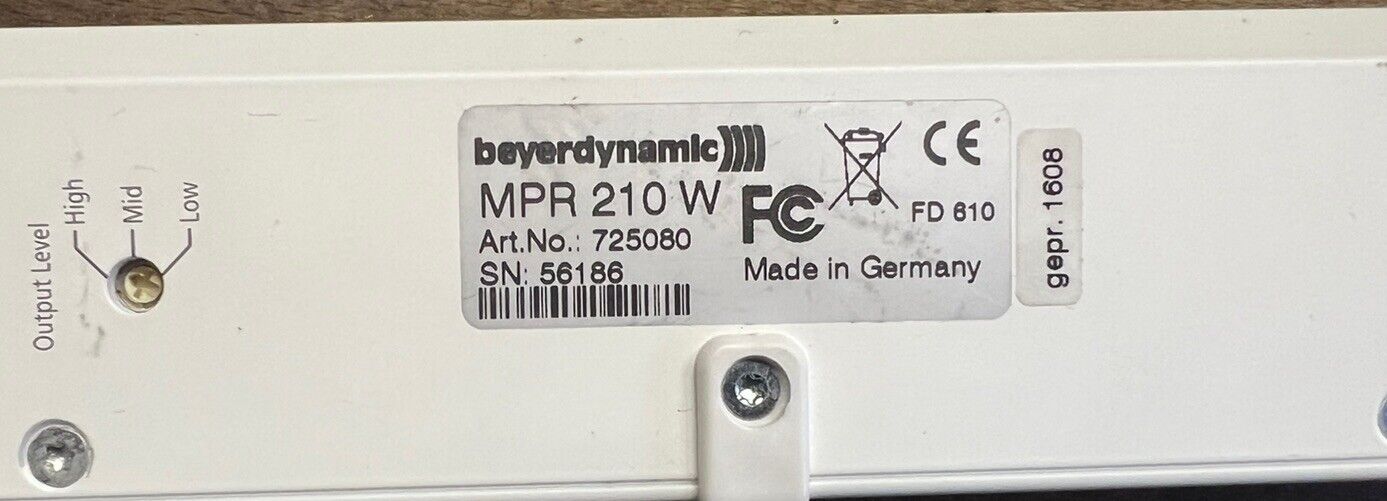 Output Level
High
Mid
Low
beyerdynamic))))
MPR 210 W
Art.No.: 725080
SN: 56186
FC
CE
FD 610
Made in Germany
gepr. 1608